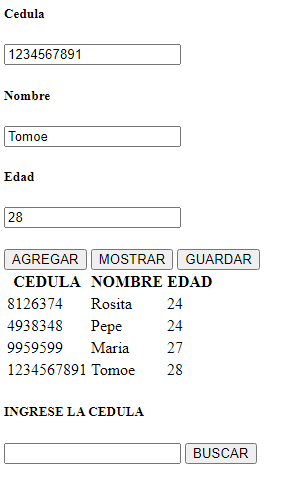 Cedula
1234567891
Nombre
Tomoe
Edad
28
AGREGAR MOSTRAR GUARDAR
CEDULA NOMBRE EDAD
8126374 Rosita 24
4938348 Pepe 24
9959599 Maria 27
1234567891 Tomoe 28
INGRESE LA CEDULA
BUSCAR